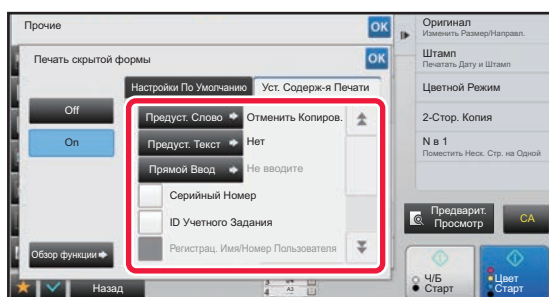 Прочие
OK
Печать скрытой формы
OK
Настройки По Умолчанию
Уст. Содерж-я Печати
Off
On
Предуст. Слово
Отменить Копиров.
Предуст. Текст
Нет
Прямой Ввод
Не вводите
Серийный Номер
ID Учетного Задания
Регистрац. Имя/Номер Пользователя
Обзор функции
Назад
Оригинал
Изменить Размер/Направл.
Штамп
Печатать Дату и Штамп
Цветной Режим
2-Стор. Копия
N в 1
Поместить Неск. Стр. на Одной
Предварит.
Просмотр
CA
Ч/Б
Старт
Цвет
Старт